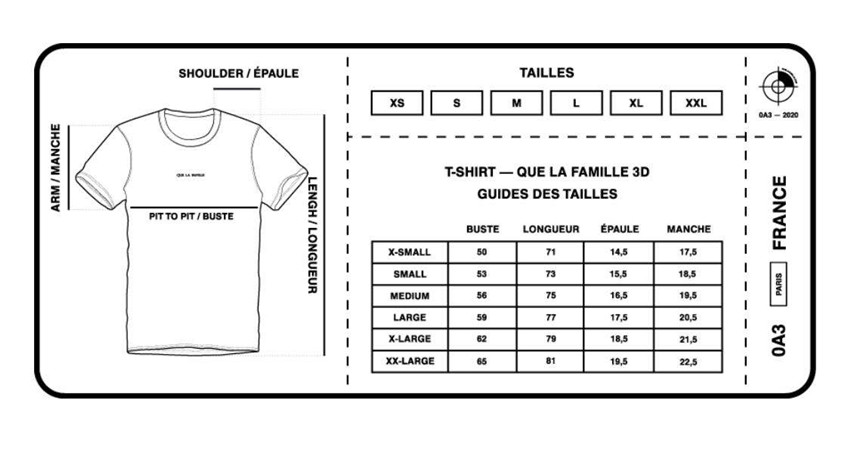 SHOULDER / ÉPAULE
ARM / MANCHE
QUE LA FAMILLE
PIT TO PIT / BUSTE
LENGH / LONGUEUR
TAILLES
XS S M L XL XXL
T-SHIRT — QUE LA FAMILLE 3D
GUIDES DES TAILLES
BUSTE LONGUEUR ÉPAULE MANCHE
X-SMALL 50 71 14,5 17,5
SMALL 53 73 15,5 18,5
MEDIUM 56 75 16,5 19,5
LARGE 59 77 17,5 20,5
X-LARGE 62 79 18,5 21,5
XX-LARGE 65 81 19,5 22,5
0A3 — 2020
0A3 PARIS FRANCE